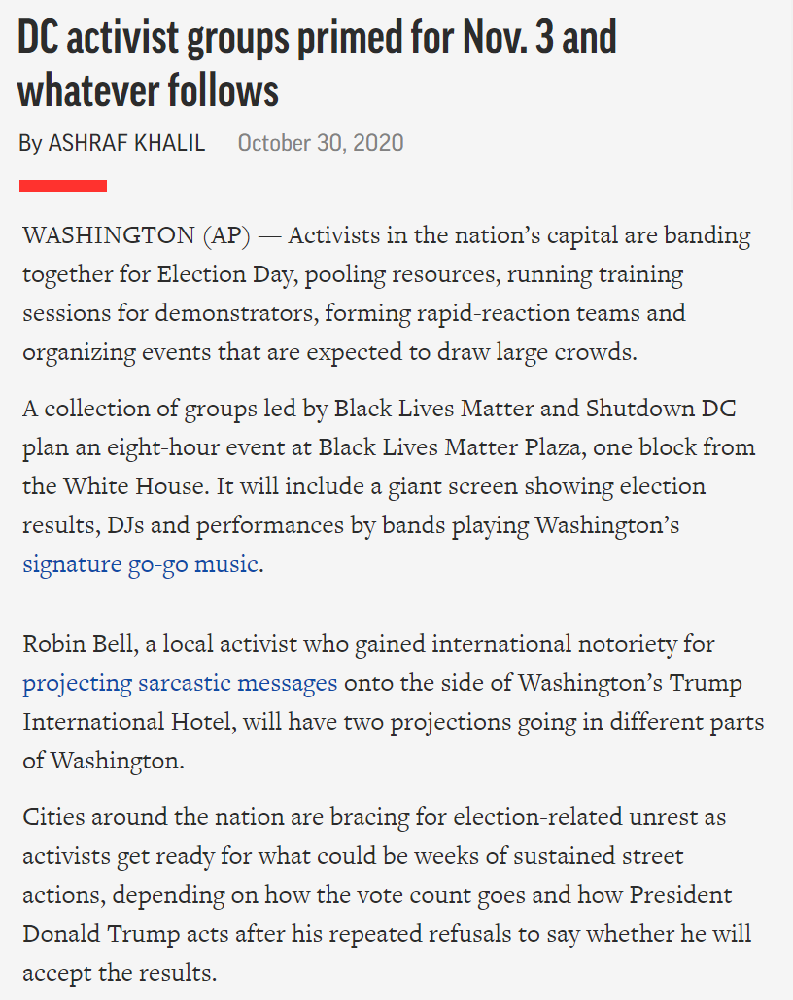 DC activist groups primed for Nov. 3 and
whatever follows
By ASHRAF KHALIL October 30, 2020
WASHINGTON (AP) — Activists in the nation’s capital are banding
together for Election Day, pooling resources, running training
sessions for demonstrators, forming rapid-reaction teams and
organizing events that are expected to draw large crowds.
A collection of groups led by Black Lives Matter and Shutdown DC
plan an eight-hour event at Black Lives Matter Plaza, one block from
the White House. It will include a giant screen showing election
results, DJs and performances by bands playing Washington’s
signature go-go music.
Robin Bell, a local activist who gained international notoriety for
projecting sarcastic messages onto the side of Washington’s Trump
International Hotel, will have two projections going in different parts
of Washington.
Cities around the nation are bracing for election-related unrest as
activists get ready for what could be weeks of sustained street
actions, depending on how the vote count goes and how President
Donald Trump acts after his repeated refusals to say whether he will
accept the results.